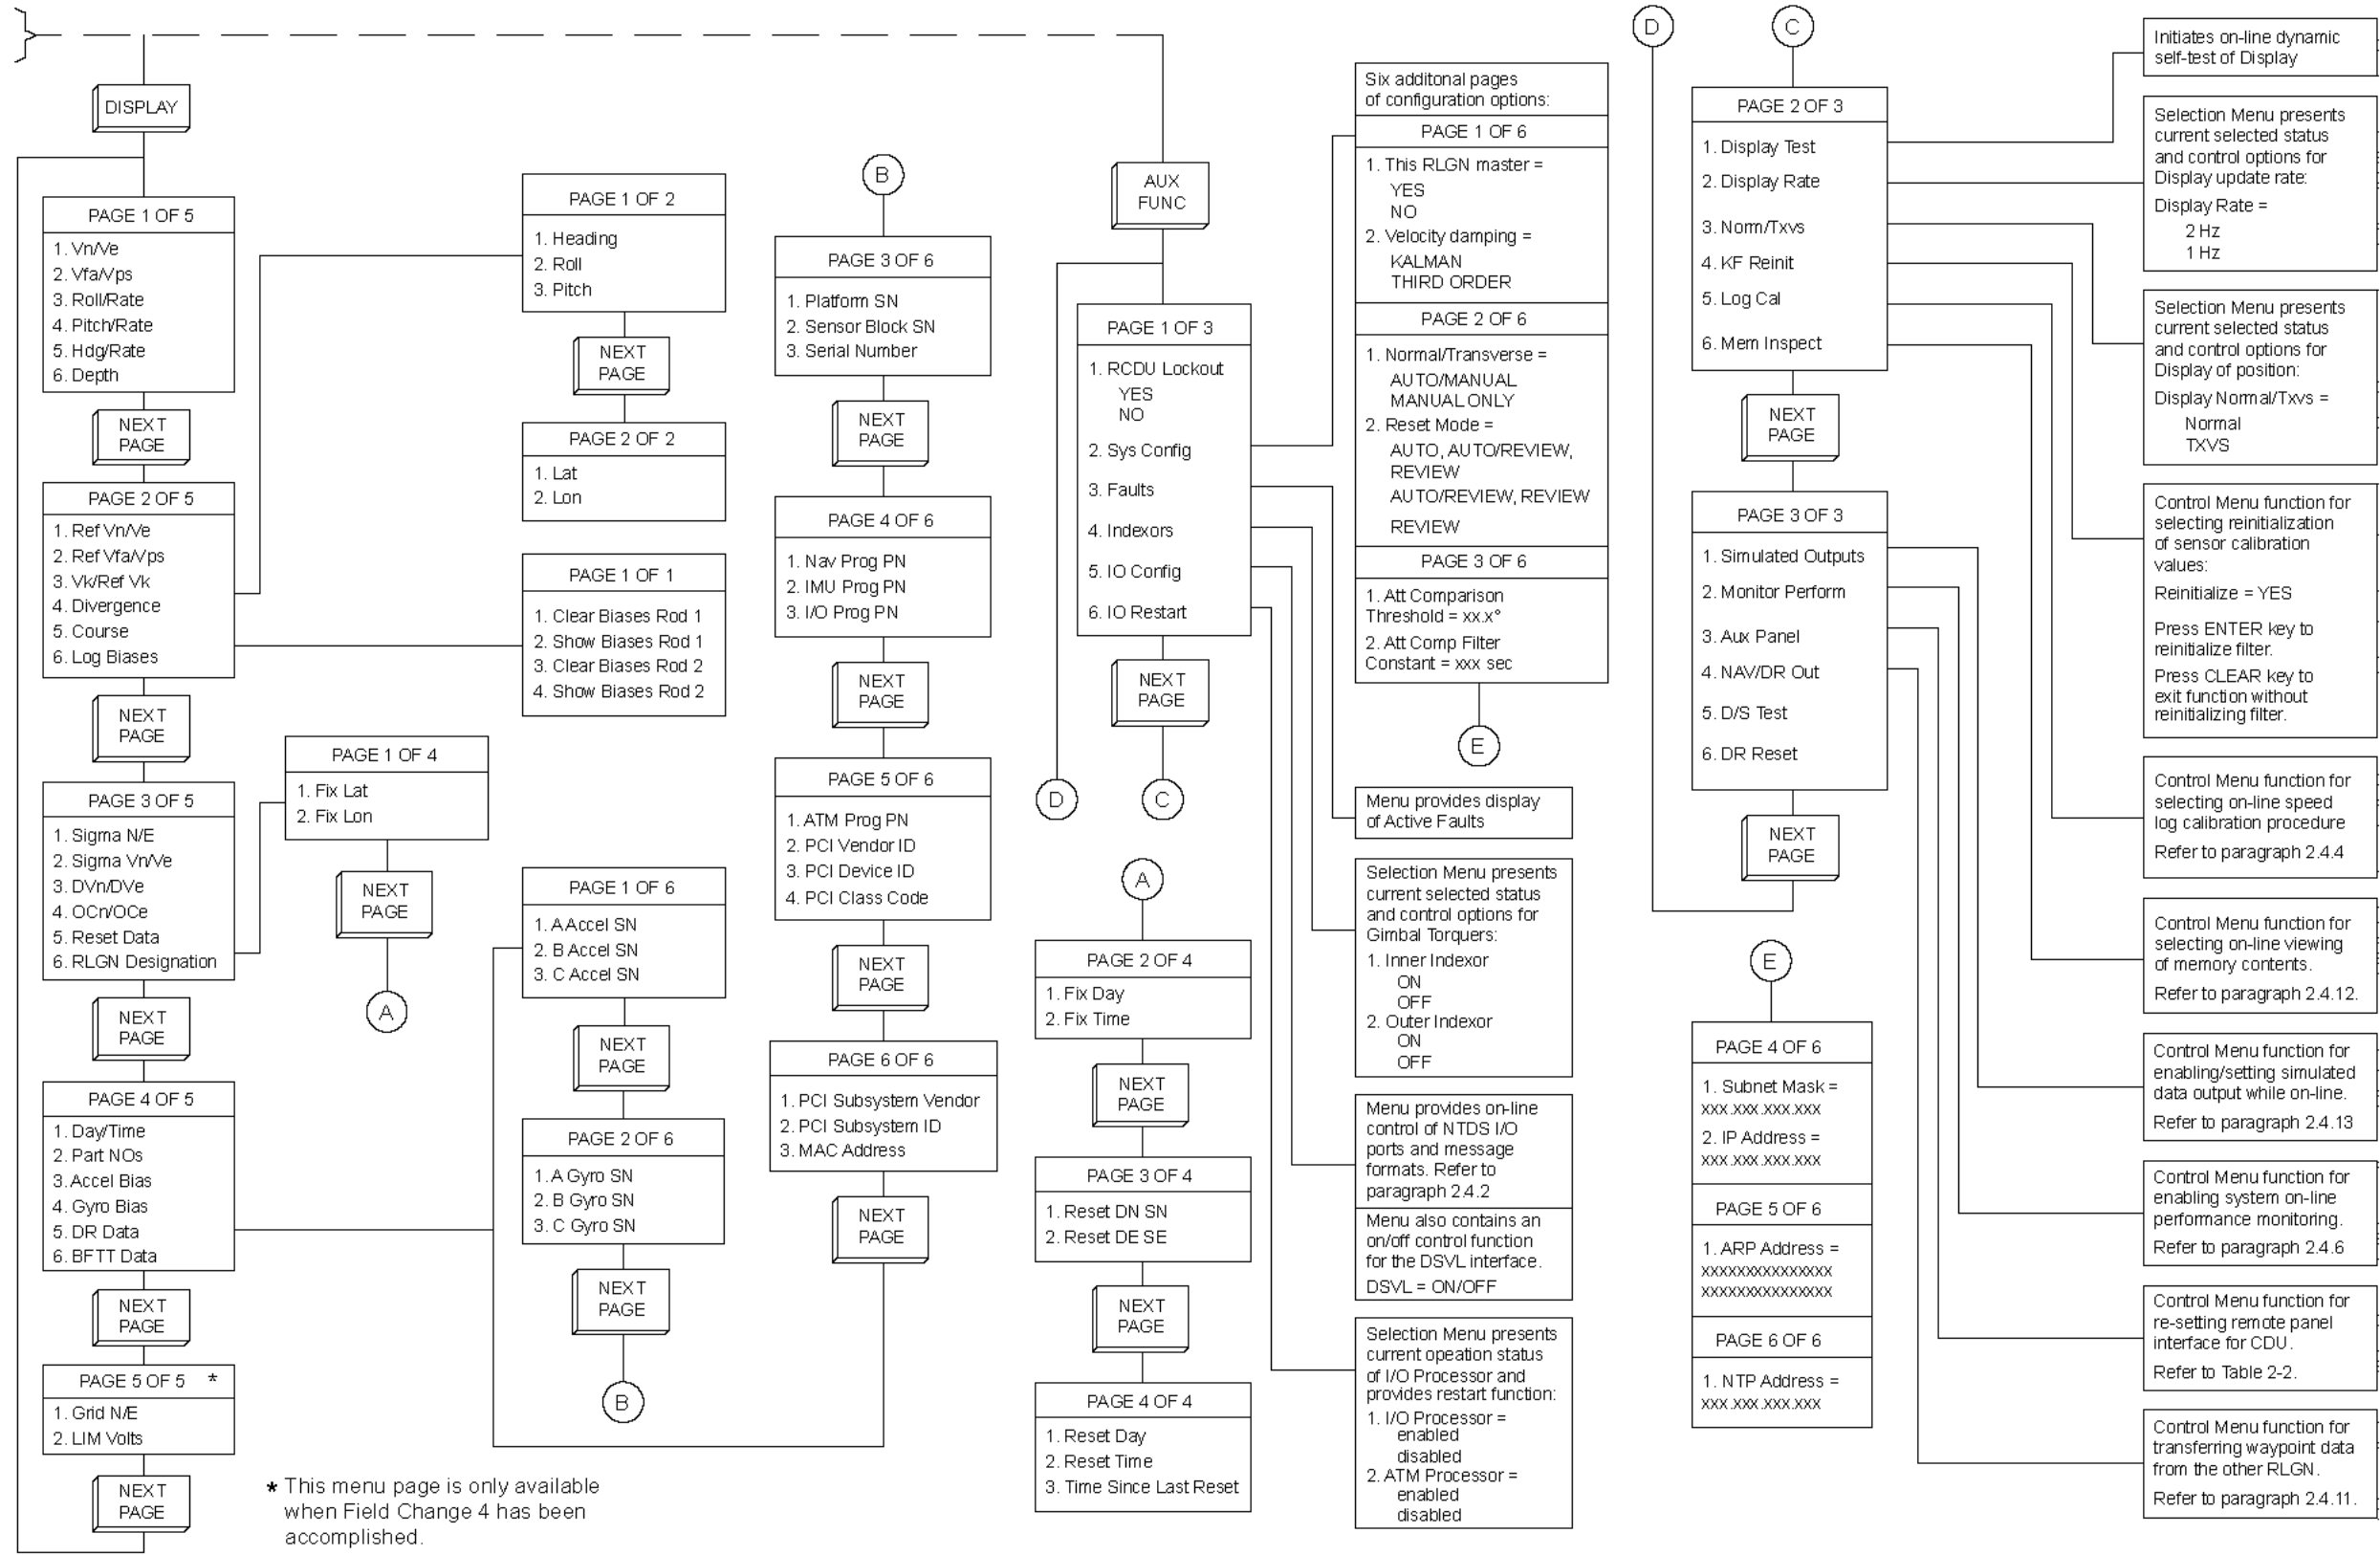 DISPLAY
PAGE 1 OF 5
1. Vn/Ve
2. Vfa/Vps
3. Roll/Rate
4. Pitch/Rate
5. Hdg/Rate
6. Depth
NEXT
PAGE
PAGE 2 OF 5
1. Ref Vn/Ve
2. Ref Vfa/Vps
3. Vk/Ref Vk
4. Divergence
5. Course
6. Log Biases
NEXT
PAGE
PAGE 3 OF 5
1. Sigma N/E
2. Sigma Vn/Ve
3. DVn/DVe
4. OCn/OCe
5. Reset Data
6. RLGN Designation
NEXT
PAGE
PAGE 4 OF 5
1. Day/Time
2. Part NOs
3. Accel Bias
4. Gyro Bias
5. DR Data
6. BFTT Data
NEXT
PAGE
PAGE 5 OF 5 *
1. Grid N/E
2. LIM Volts
NEXT
PAGE
* This menu page is only available
when Field Change 4 has been
accomplished.
PAGE 1 OF 4
1. Fix Lat
2. Fix Lon
NEXT
PAGE
A
PAGE 1 OF 2
1. Heading
2. Roll
3. Pitch
NEXT
PAGE
PAGE 2 OF 2
1. Lat
2. Lon
PAGE 1 OF 1
1. Clear Biases Rod 1
2. Show Biases Rod 1
3. Clear Biases Rod 2
4. Show Biases Rod 2
PAGE 1 OF 6
1. A Accel SN
2. B Accel SN
3. C Accel SN
NEXT
PAGE
PAGE 2 OF 6
1. A Gyro SN
2. B Gyro SN
3. C Gyro SN
NEXT
PAGE
B
B
PAGE 3 OF 6
1. Platform SN
2. Sensor Block SN
3. Serial Number
NEXT
PAGE
PAGE 4 OF 6
1. Nav Prog PN
2. IMU Prog PN
3. I/O Prog PN
NEXT
PAGE
PAGE 5 OF 6
1. ATM Prog PN
2. PCI Vendor ID
3. PCI Device ID
4. PCI Class Code
NEXT
PAGE
PAGE 6 OF 6
1. PCI Subsystem Vendor
2. PCI Subsystem ID
3. MAC Address
NEXT
PAGE
AUX
FUNC
PAGE 1 OF 3
1. RCDU Lockout
YES
NO
2. Sys Config
3. Faults
4. Indexors
5. IO Config
6. IO Restart
NEXT
PAGE
D
C
A
PAGE 2 OF 4
1. Fix Day
2. Fix Time
NEXT
PAGE
PAGE 3 OF 4
1. Reset DN SN
2. Reset DE SE
NEXT
PAGE
PAGE 4 OF 4
1. Reset Day
2. Reset Time
3. Time Since Last Reset
Six additonal pages
of configuration options:
PAGE 1 OF 6
1. This RLGN master =
YES
NO
2. Velocity damping =
KALMAN
THIRD ORDER
PAGE 2 OF 6
1. Normal/Transverse =
AUTO/MANUAL
MANUAL ONLY
2. Reset Mode =
AUTO, AUTO/REVIEW,
REVIEW
AUTO/REVIEW, REVIEW
REVIEW
PAGE 3 OF 6
1. Att Comparison
Threshold = xx.x°
2. Att Comp Filter
Constant = xxx sec
E
Menu provides display
of Active Faults
Selection Menu presents
current selected status
and control options for
Gimbal Torquers:
1. Inner Indexor
ON
OFF
2. Outer Indexor
ON
OFF
Menu provides on-line
control of NTDS I/O
ports and message
formats. Refer to
paragraph 2.4.2
Menu also contains an
on/off control function
for the DSVL interface.
DSVL = ON/OFF
Selection Menu presents
current opeation status
of I/O Processor and
provides restart function:
1. I/O Processor =
enabled
disabled
2. ATM Processor =
enabled
disabled
D
C
PAGE 2 OF 3
1. Display Test
2. Display Rate
3. Norm/Txvs
4. KF Reinit
5. Log Cal
6. Mem Inspect
NEXT
PAGE
PAGE 3 OF 3
1. Simulated Outputs
2. Monitor Perform
3. Aux Panel
4. NAV/DR Out
5. D/S Test
6. DR Reset
NEXT
PAGE
E
PAGE 4 OF 6
1. Subnet Mask =
xxx.xxx.xxx.xxx
2. IP Address =
xxx.xxx.xxx.xxx
PAGE 5 OF 6
1. ARP Address =
xxxxxxxxxxxxxxx
xxxxxxxxxxxxxxx
PAGE 6 OF 6
1. NTP Address =
xxx.xxx.xxx.xxx
Initiates on-line dynamic
self-test of Display
Selection Menu presents
current selected status
and control options for
Display update rate:
Display Rate =
2 Hz
1 Hz
Selection Menu presents
current selected status
and control options for
Display of position:
Display Normal/Txvs =
Normal
TXVS
Control Menu function for
selecting reinitialization
of sensor calibration
values:
Reinitialize = YES
Press ENTER key to
reinitialize filter.
Press CLEAR key to
exit function without
reinitializing filter.
Control Menu function for
selecting on-line speed
log calibration procedure
Refer to paragraph 2.4.4
Control Menu function for
selecting on-line viewing
of memory contents.
Refer to paragraph 2.4.12.
Control Menu function for
enabling/setting simulated
data output while on-line.
Refer to paragraph 2.4.13
Control Menu function for
enabling system on-line
performance monitoring.
Refer to paragraph 2.4.6
Control Menu function for
re-setting remote panel
interface for CDU.
Refer to Table 2-2.
Control Menu function for
transferring waypoint data
from the other RLGN.
Refer to paragraph 2.4.11.